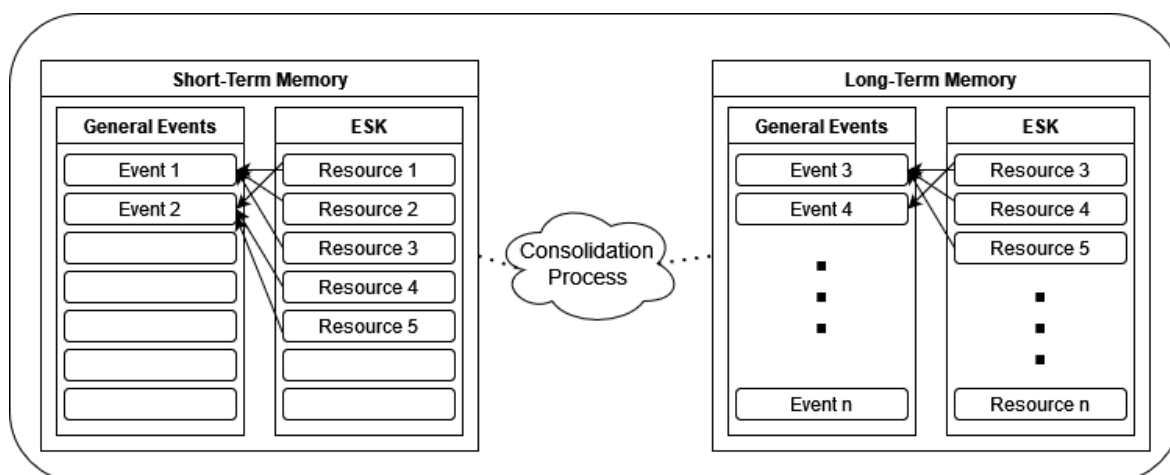 Short-Term Memory
General Events
Event 1
Event 2
ESK
Resource 1
Resource 2
Resource 3
Resource 4
Resource 5
Consolidation
Process
Long-Term Memory
General Events
Event 3
Event 4
Event n
ESK
Resource 3
Resource 4
Resource 5
Resource n